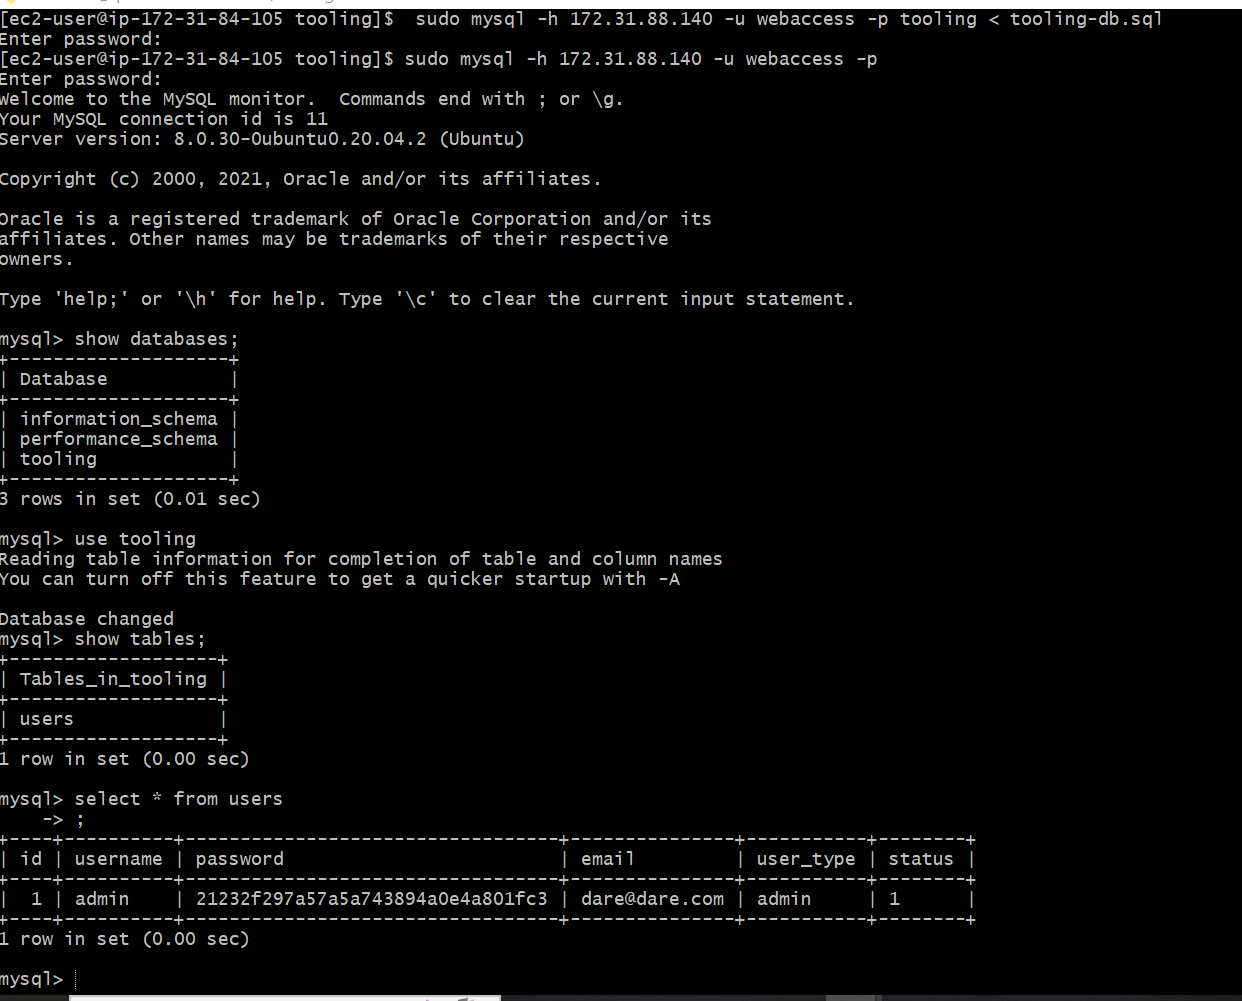 [ec2-user@ip-172-31-84-105 tooling]$  sudo mysql -h 172.31.88.140 -u webaccess -p tooling < tooling-db.sql
Enter password:
[ec2-user@ip-172-31-84-105 tooling]$ sudo mysql -h 172.31.88.140 -u webaccess -p
Enter password:
Welcome to the MySQL monitor.  Commands end with ; or \g.
Your MySQL connection id is 11
Server version: 8.0.30-0ubuntu0.20.04.2 (Ubuntu)

Copyright (c) 2000, 2021, Oracle and/or its affiliates.

Oracle is a registered trademark of Oracle Corporation and/or its
affiliates. Other names may be trademarks of their respective
owners.

Type 'help;' or '\h' for help. Type '\c' to clear the current input statement.

mysql> show databases;
+--------------------+
| Database           |
+--------------------+
| information_schema |
| performance_schema |
| tooling            |
+--------------------+
3 rows in set (0.01 sec)

mysql> use tooling
Reading table information for completion of table and column names
You can turn off this feature to get a quicker startup with -A

Database changed
mysql> show tables;
+-------------------+
| Tables_in_tooling |
+-------------------+
| users             |
+-------------------+
1 row in set (0.00 sec)

mysql> select * from users
    -> ;
+----+----------+----------------------------------+---------------+-----------+--------+
| id | username | password                         | email         | user_type | status |
+----+----------+----------------------------------+---------------+-----------+--------+
|  1 | admin    | 21232f297a57a5a743894a0e4a801fc3 | dare@dare.com | admin     | 1      |
+----+----------+----------------------------------+---------------+-----------+--------+
1 row in set (0.00 sec)

mysql>